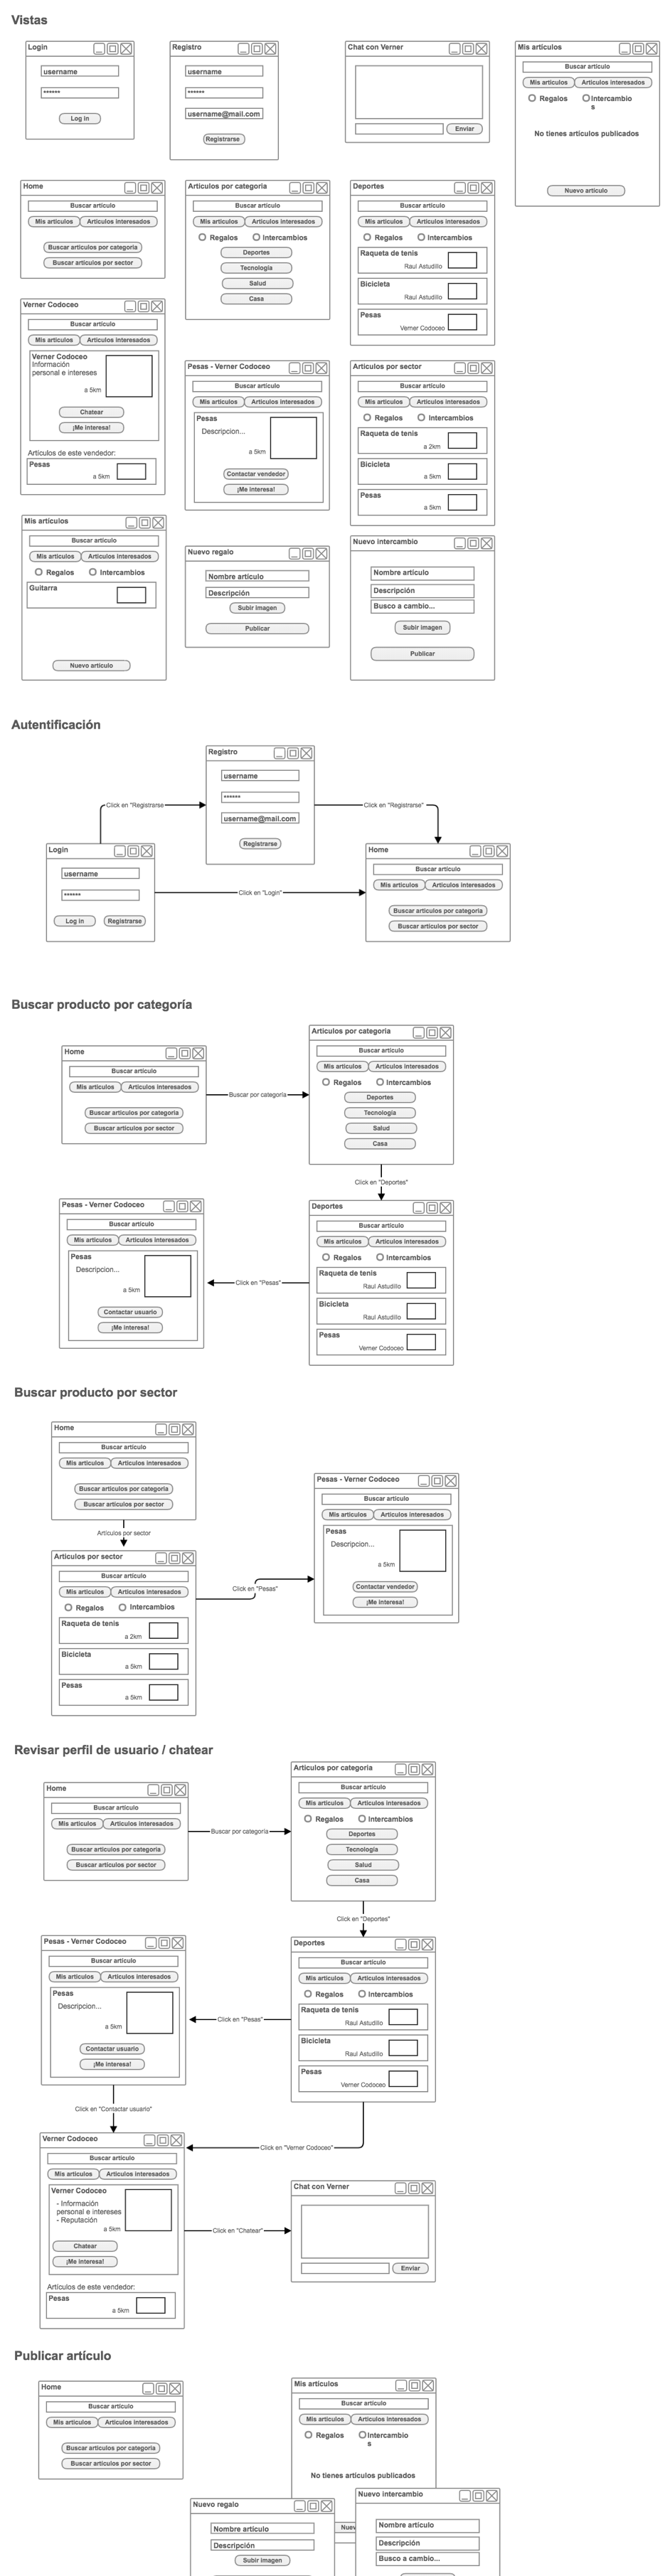 Vistas
Login
username
******
Log in
Registro
username
******
username@mail.com
Registrarse
Chat con Verner
Enviar
Mis artículos
Buscar artículo
Mis artículos
Artículos interesados
Regalos
Intercambio
s
No tienes artículos publicados
Nuevo artículo
Home
Buscar artículo
Mis artículos
Artículos interesados
Buscar artículos por categoría
Buscar artículos por sector
Articulos por categoría
Buscar artículo
Mis artículos
Artículos interesados
Regalos
Intercambios
Deportes
Tecnología
Salud
Casa
Deportes
Buscar artículo
Mis artículos
Artículos interesados
Regalos
Intercambios
Raqueta de tenis
Raul Astudillo
Bicicleta
Raul Astudillo
Pesas
Verner Codoceo
Verner Codoceo
Buscar artículo
Mis artículos
Artículos interesados
Verner Codoceo
Información
personal e intereses
a 5km
Chatear
¡Me interesa!
Artículos de este vendedor:
Pesas
a 5km
Pesas - Verner Codoceo
Buscar artículo
Mis artículos
Artículos interesados
Pesas
Descripcion...
a 5km
Contactar vendedor
¡Me interesa!
Articulos por sector
Buscar artículo
Mis artículos
Artículos interesados
Regalos
Intercambios
Raqueta de tenis
a 2km
Bicicleta
a 5km
Pesas
a 5km
Mis artículos
Buscar artículo
Mis artículos
Artículos interesados
Regalos
Intercambios
Guitarra
Nuevo artículo
Nuevo regalo
Nombre artículo
Descripción
Subir imagen
Publicar
Nuevo intercambio
Nombre artículo
Descripción
Busco a cambio...
Subir imagen
Publicar
Autentificación
Registro
username
******
username@mail.com
Registrarse
Click en "Registrarse
Click en "Registrarse"
Login
username
******
Log in
Registrarse
Click en "Login"
Home
Buscar artículo
Mis artículos
Artículos interesados
Buscar artículos por categoría
Buscar artículos por sector
Buscar producto por categoría
Home
Buscar artículo
Mis artículos
Artículos interesados
Buscar artículos por categoría
Buscar artículos por sector
Buscar por categoría
Articulos por categoría
Buscar artículo
Mis artículos
Artículos interesados
Regalos
Intercambios
Deportes
Tecnología
Salud
Casa
Click en "Deportes"
Pesas - Verner Codoceo
Buscar artículo
Mis artículos
Artículos interesados
Pesas
Descripcion...
a 5km
Contactar usuario
¡Me interesa!
Click en "Pesas"
Deportes
Buscar artículo
Mis artículos
Artículos interesados
Regalos
Intercambios
Raqueta de tenis
Raul Astudillo
Bicicleta
Raul Astudillo
Pesas
Verner Codoceo
Buscar producto por sector
Home
Buscar artículo
Mis artículos
Artículos interesados
Buscar artículos por categoría
Buscar artículos por sector
Artículos por sector
Articulos por sector
Buscar artículo
Mis artículos
Artículos interesados
Regalos
Intercambios
Raqueta de tenis
a 2km
Bicicleta
a 5km
Pesas
a 5km
Click en "Pesas"
Pesas - Verner Codoceo
Buscar artículo
Mis artículos
Artículos interesados
Pesas
Descripcion...
a 5km
Contactar vendedor
¡Me interesa!
Revisar perfil de usuario / chatear
Home
Buscar artículo
Mis artículos
Artículos interesados
Buscar artículos por categoría
Buscar artículos por sector
Buscar por categoría
Articulos por categoría
Buscar artículo
Mis artículos
Artículos interesados
Regalos
Intercambios
Deportes
Tecnología
Salud
Casa
Click en "Deportes"
Pesas - Verner Codoceo
Buscar artículo
Mis artículos
Artículos interesados
Pesas
Descripcion...
a 5km
Contactar usuario
¡Me interesa!
Click en "Pesas"
Deportes
Buscar artículo
Mis artículos
Artículos interesados
Regalos
Intercambios
Raqueta de tenis
Raul Astudillo
Bicicleta
Raul Astudillo
Pesas
Verner Codoceo
Click en "Contactar usuario"
Click en "Verner Codoceo"
Verner Codoceo
Buscar artículo
Mis artículos
Artículos interesados
Verner Codoceo
- Información
personal e intereses
- Reputación
a 5km
Chatear
¡Me interesa!
Artículos de este vendedor:
Pesas
a 5km
Click en "Chatear"
Chat con Verner
Enviar
Publicar artículo
Home
Buscar artículo
Mis artículos
Artículos interesados
Buscar artículos por categoría
Buscar artículos por sector
Mis artículos
Buscar artículo
Mis artículos
Artículos interesados
Regalos
Intercambio
s
No tienes artículos publicados
Nuevo regalo
Nombre artículo
Descripción
Subir imagen
Nuev
Nuevo intercambio
Nombre artículo
Descripción
Busco a cambio...